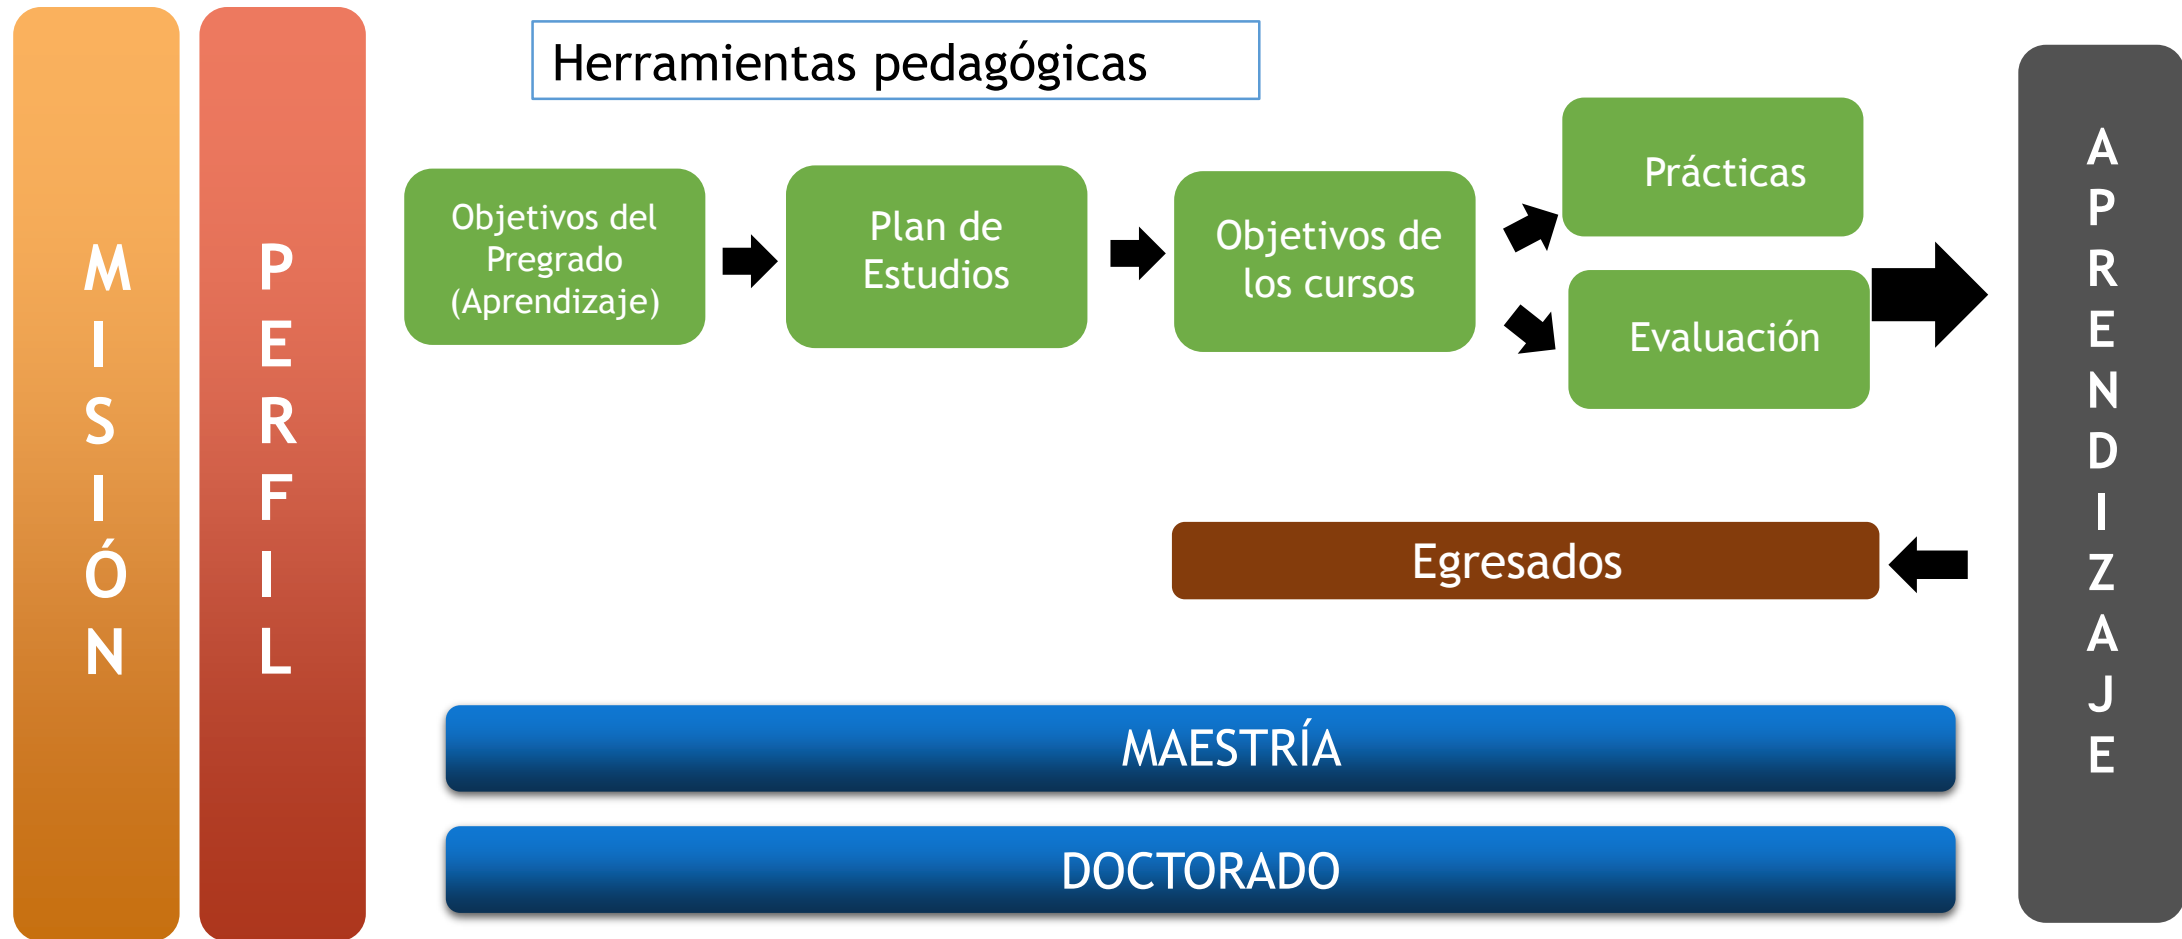 MISIÓN
PERFIL
Herramientas pedagógicas
Objetivos del
Pregrado
(Aprendizaje)
Plan de
Estudios
Objetivos de
los cursos
Prácticas
Evaluación
APRENDIZAJE
Egresados
MAESTRÍA
DOCTORADO